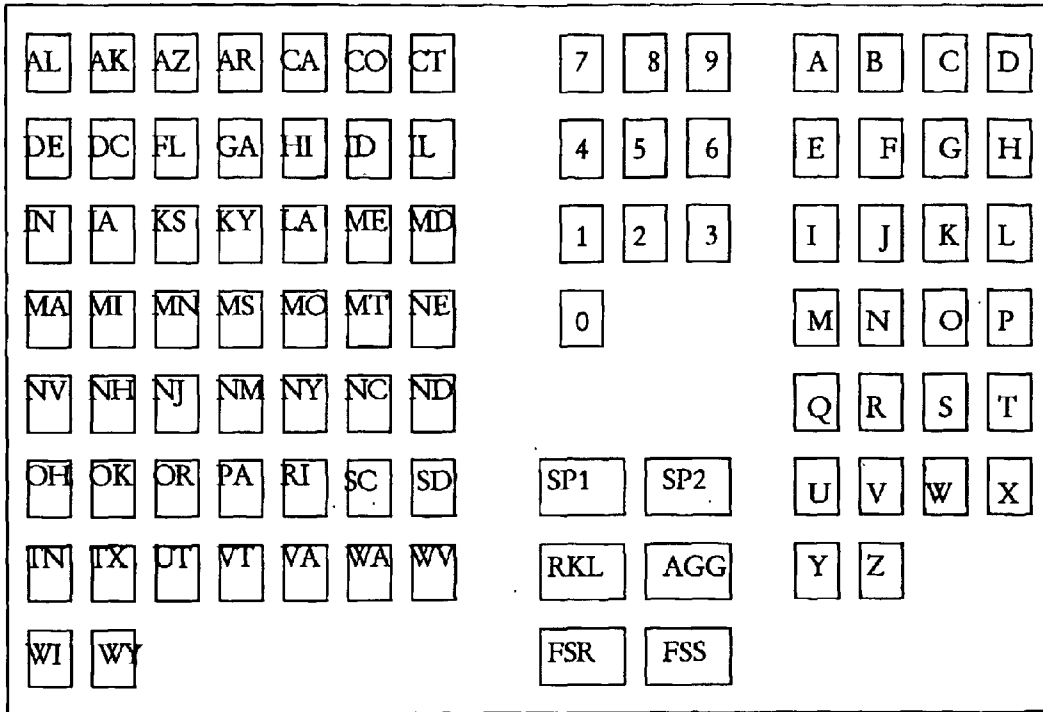 AL AK AZ AR CA CO CT 7 8 9 A B C D
DE DC FL GA HI ID IL 4 5 6 E F G H
IN IA KS KY LA ME MD 1 2 3 I J K L
MA MI MN MS MO MT NE 0 M N O P
NV NH NJ NM NY NC ND Q R S T
OH OK OR PA RI SC SD SP1 SP2 U V W X
TN TX UT VT VA WA WV RKL AGG Y Z
WI WY FSR FSS